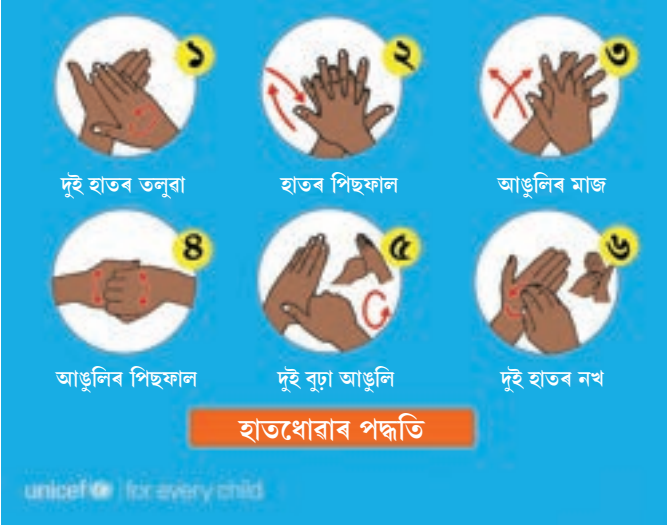 ১
২
৩
দুই হাতৰ তলুৱা
হাতৰ পিছফাল
আঙুলিৰ মাজ
৪
৫
৬
আঙুলিৰ পিছফাল
দুই বুঢ়া আঙুলি
দুই হাতৰ নখ
হাতধোৱাৰ পদ্ধতি
unicef | for every child